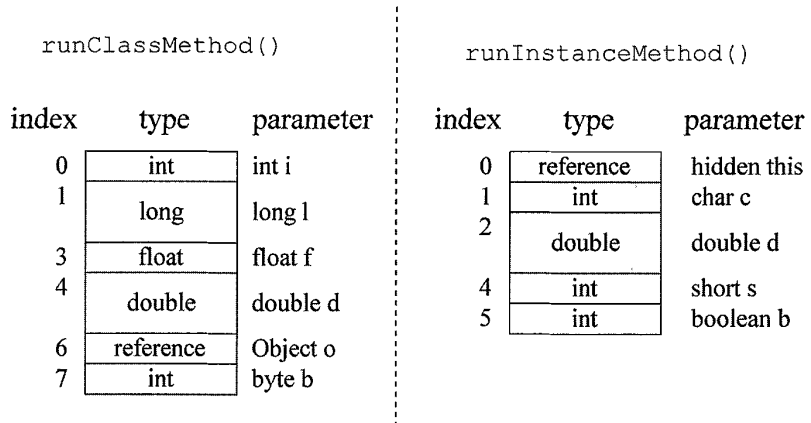 runClassMethod()
index type parameter
0 int int i
1 long long l
3 float float f
4 double double d
6 reference Object o
7 int byte b
runInstanceMethod()
index type parameter
0 reference hidden this
1 int char c
2 double double d
4 int short s
5 int boolean b